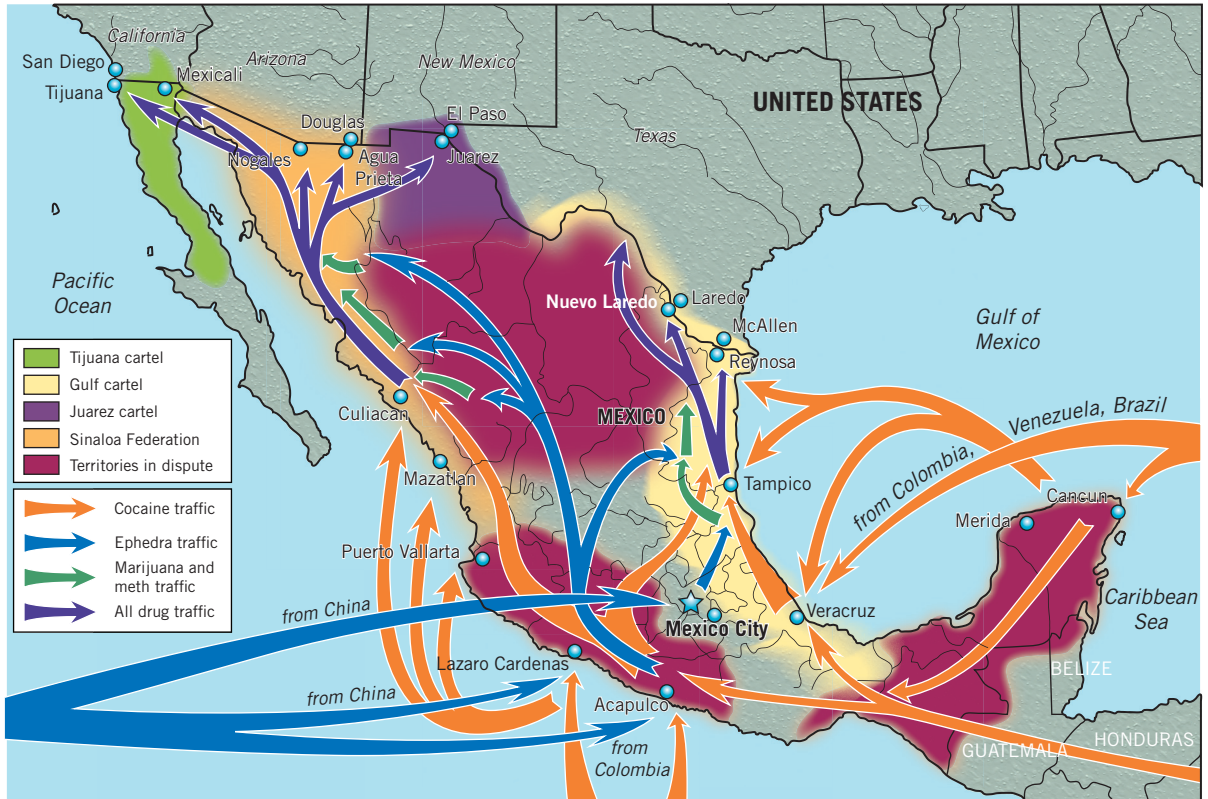 California
San Diego
Tijuana
Mexicali
Arizona
New Mexico
Douglas
Nogales
Agua
Prieta
El Paso
Juarez
Texas
UNITED STATES
Pacific
Ocean
Nuevo Laredo
Laredo
McAllen
Reynosa
Gulf of
Mexico
Tijuana cartel
Gulf cartel
Juarez cartel
Sinaloa Federation
Territories in dispute
Cocaine traffic
Ephedra traffic
Marijuana and
meth traffic
All drug traffic
Culiacan
MEXICO
Mazatlan
Tampico
from Colombia,
Venezuela, Brazil
Cancun
Merida
Puerto Vallarta
from China
Mexico City
Veracruz
Caribbean
Sea
Lazaro Cardenas
from China
Acapulco
from
Colombia
BELIZE
GUATEMALA
HONDURAS